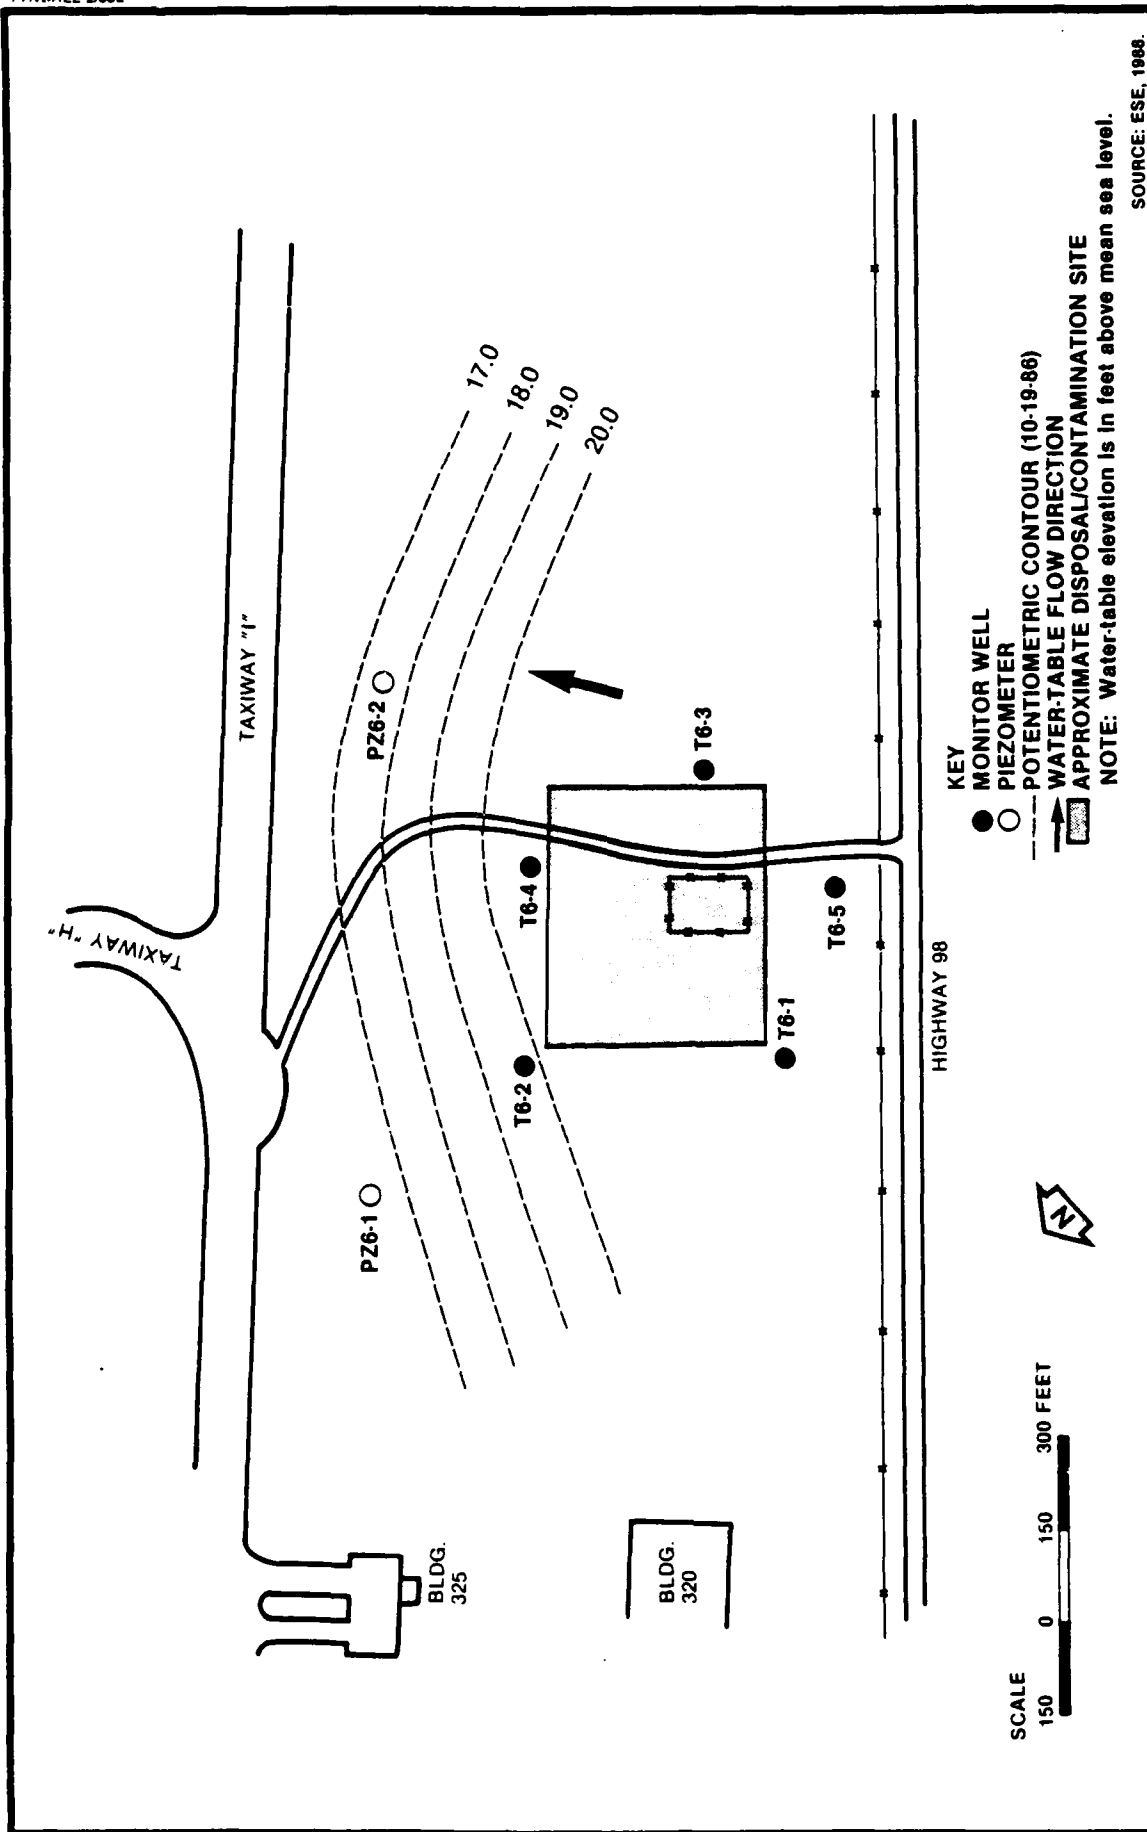 TAXIWAY "H"
TAXIWAY "I"
17.0
18.0
19.0
20.0
PZ6-1
PZ6-2
T6-2
T6-4
T6-3
T6-1
T6-5
BLDG.
325
BLDG.
320
HIGHWAY 98
N
SCALE
150 0 150 300 FEET
KEY
MONITOR WELL
PIEZOMETER
POTENTIOMETRIC CONTOUR (10-19-86)
WATER-TABLE FLOW DIRECTION
APPROXIMATE DISPOSAL/CONTAMINATION SITE
NOTE: Water-table elevation is in feet above mean sea level.
SOURCE: ESE, 1988.